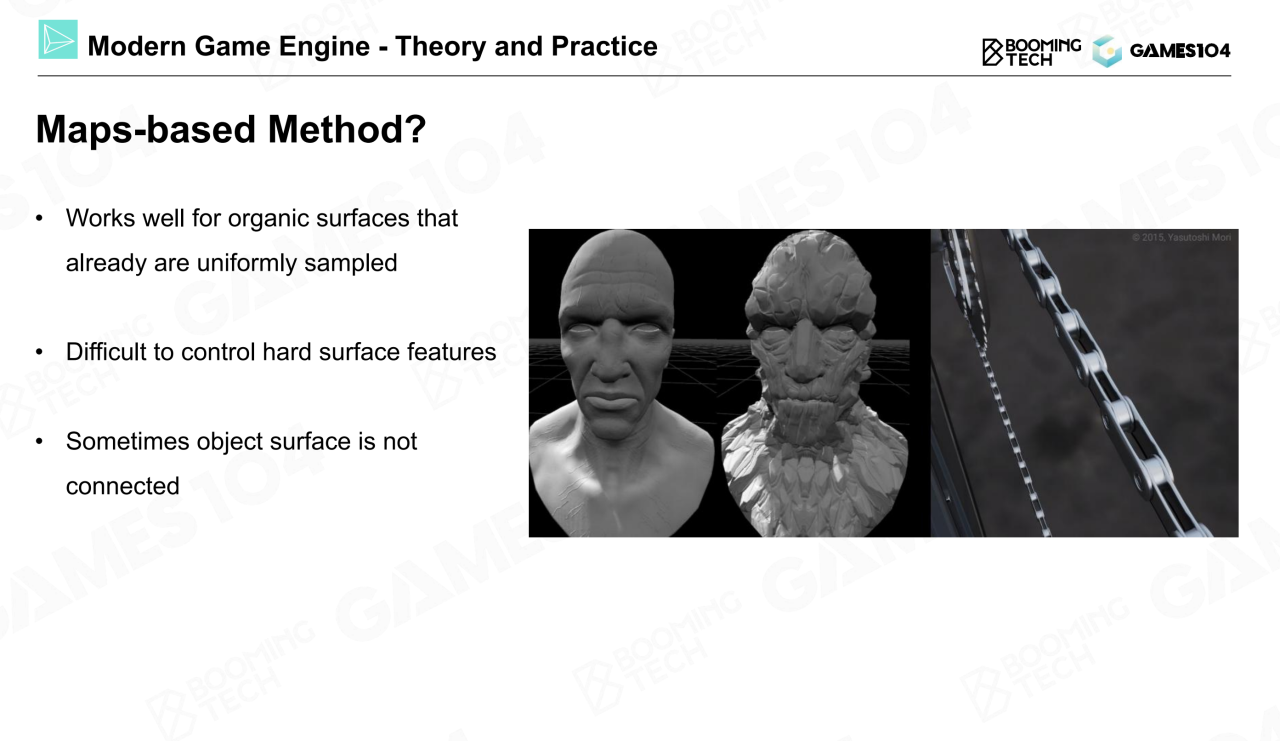 Modern Game Engine - Theory and Practice
BOOMING
TECH
GAMES104
Maps-based Method?
• Works well for organic surfaces that
already are uniformly sampled
• Difficult to control hard surface features
• Sometimes object surface is not
connected
© 2015, Yasutoshi Mori